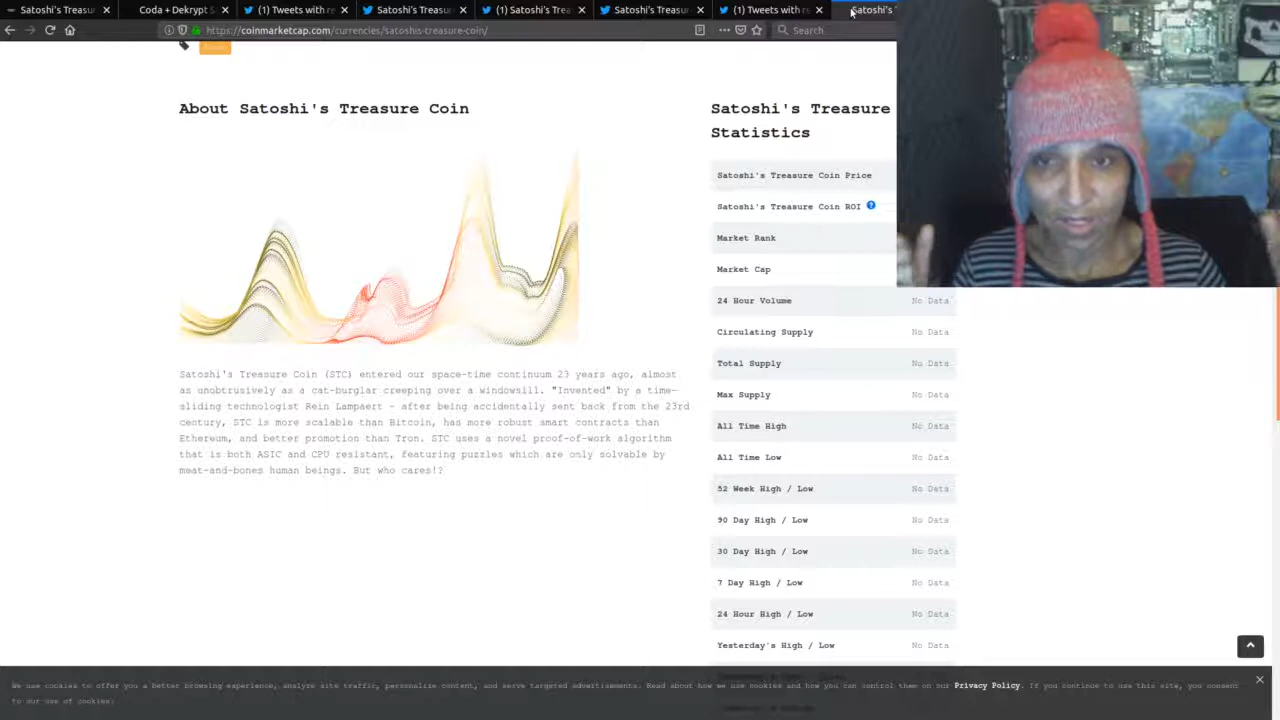 Satoshi's Treasu
Coda + Dekrypt S
(1) Tweets with re
Satoshi's Treasur
(1) Satoshi's Trea
Satoshi's Treasur
(1) Tweets with re
Satoshi's
https://coinmarketcap.com/currencies/satoshis-treasure-coin/
Search
About Satoshi's Treasure Coin
Satoshi's Treasure Coin (STC) entered our space-time continuum 23 years ago, almost
as unobtrusively as a cat-burglar creeping over a windowsill. "Invented" by a time-
sliding technologist Rein Lampaert - after being accidentally sent back from the 23rd
century, STC is more scalable than Bitcoin, has more robust smart contracts than
Ethereum, and better promotion than Tron. STC uses a novel proof-of-work algorithm
that is both ASIC and CPU resistant, featuring puzzles which are only solvable by
meat-and-bones human beings. But who cares!?
Satoshi's Treasure
Statistics
Satoshi's Treasure Coin Price
Satoshi's Treasure Coin ROI ?
Market Rank
Market Cap
24 Hour Volume No Data
Circulating Supply No Data
Total Supply No Data
Max Supply No Data
All Time High No Data
All Time Low No Data
52 Week High / Low No Data
90 Day High / Low No Data
30 Day High / Low No Data
7 Day High / Low No Data
24 Hour High / Low No Data
Yesterday's High / Low No Data
We use cookies to offer you a better browsing experience, analyze site traffic, personalize content, and serve targeted advertisements. Read about how we use cookies and how you can control them on our Privacy Policy. If you continue to use this site, you consent
to our use of cookies.